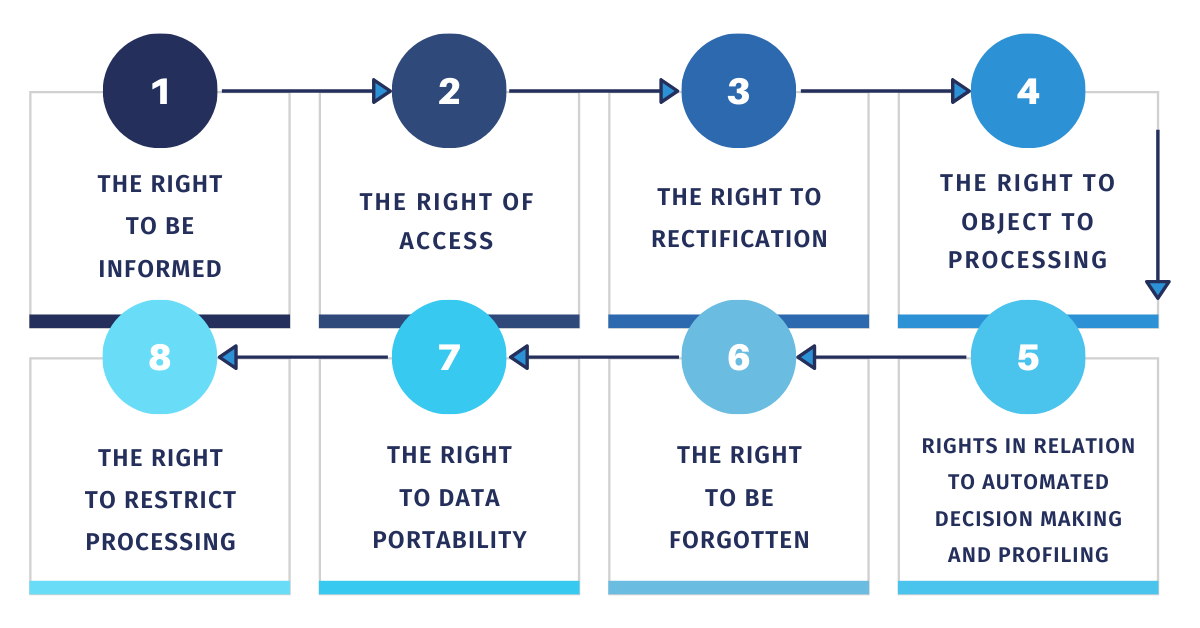 1
THE RIGHT
TO BE
INFORMED
2
THE RIGHT OF
ACCESS
3
THE RIGHT TO
RECTIFICATION
4
THE RIGHT TO
OBJECT TO
PROCESSING
5
RIGHTS IN RELATION
TO AUTOMATED
DECISION MAKING
AND PROFILING
6
THE RIGHT
TO BE
FORGOTTEN
7
THE RIGHT
TO DATA
PORTABILITY
8
THE RIGHT
TO RESTRICT
PROCESSING